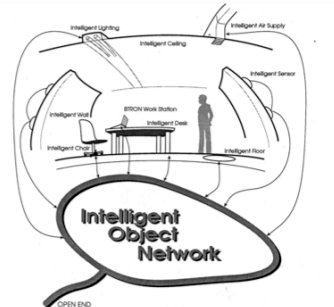 Intelligent Lighting
Intelligent Air Supply
Intelligent Ceiling
Intelligent Sensor
Intelligent Wall
BTRON Work Station
Intelligent Desk
Intelligent Chair
Intelligent Floor
Intelligent
Object
Network
OPEN END